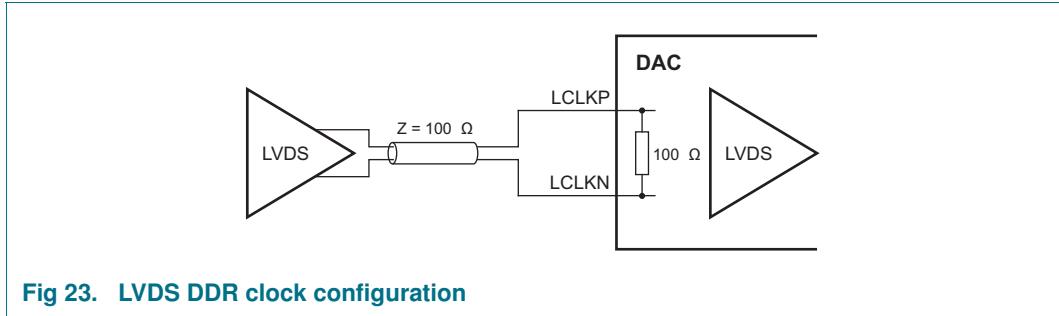 DAC
LCLKP
Z = 100 Ω
LVDS
100 Ω
LVDS
LCLKN
Fig 23. LVDS DDR clock configuration